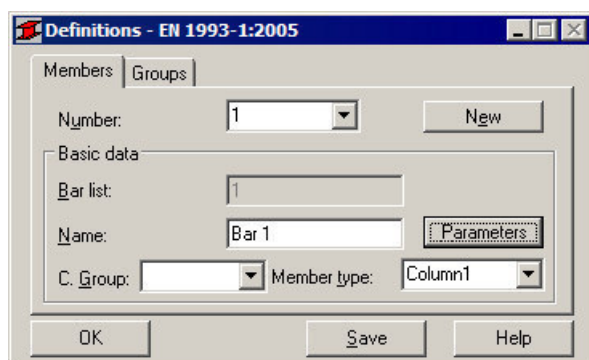 Definitions - EN 1993-1:2005
Members Groups
Number: 1 New
Basic data
Bar list: 1
Name: Bar 1 Parameters
C. Group: Member type: Column1
OK Save Help